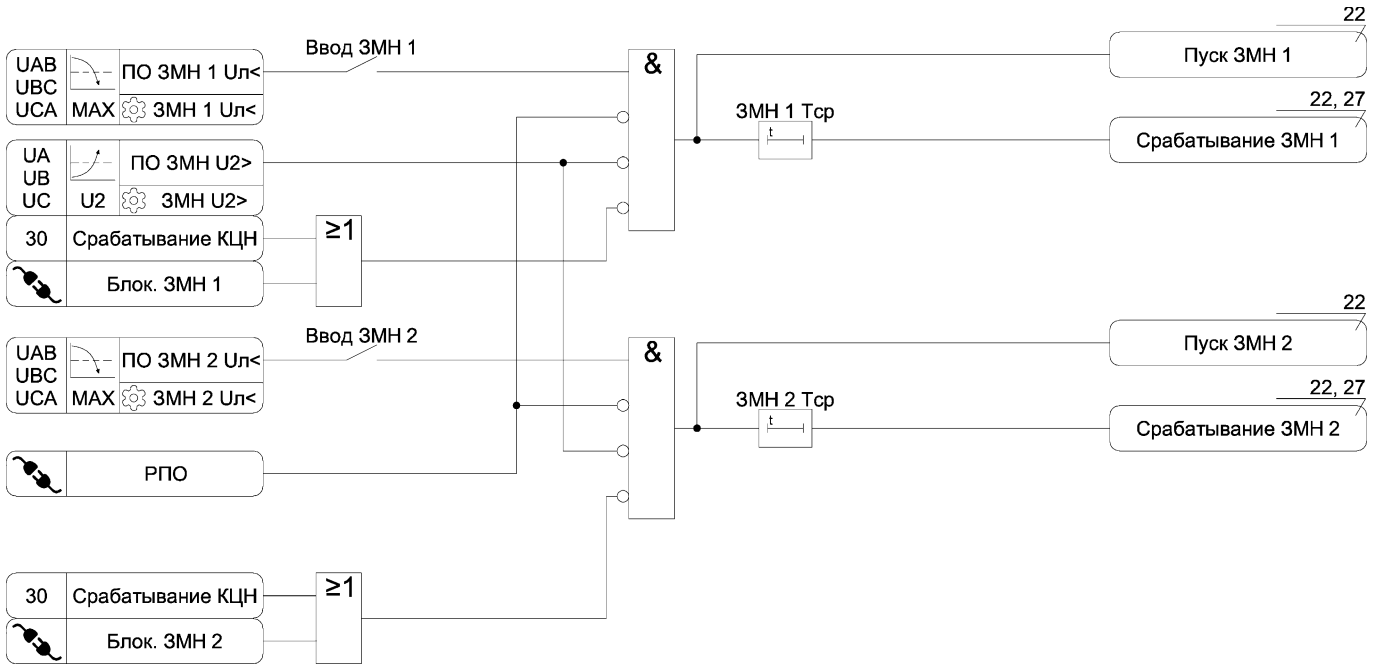 22
Ввод ЗМН 1
UAB
UBC
UCA
ПО ЗМН 1 Uл<
MAX
ЗМН 1 Uл<
&
Пуск ЗМН 1
22, 27
ЗМН 1 Тср
t
Срабатывание ЗМН 1
UA
UB
UC
ПО ЗМН U2>
U2
ЗМН U2>
30
Срабатывание КЦН
≥1
Блок. ЗМН 1
22
Ввод ЗМН 2
UAB
UBC
UCA
ПО ЗМН 2 Uл<
MAX
ЗМН 2 Uл<
&
Пуск ЗМН 2
22, 27
ЗМН 2 Тср
t
Срабатывание ЗМН 2
РПО
30
Срабатывание КЦН
≥1
Блок. ЗМН 2